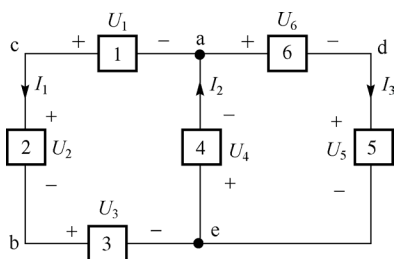 U₁ U₆
c + 1 − a + 6 − d
I₁ I₂ I₃
+ − +
2 U₂ 4 U₄ U₅ 5
− + −
U₃ e
b + 3 −